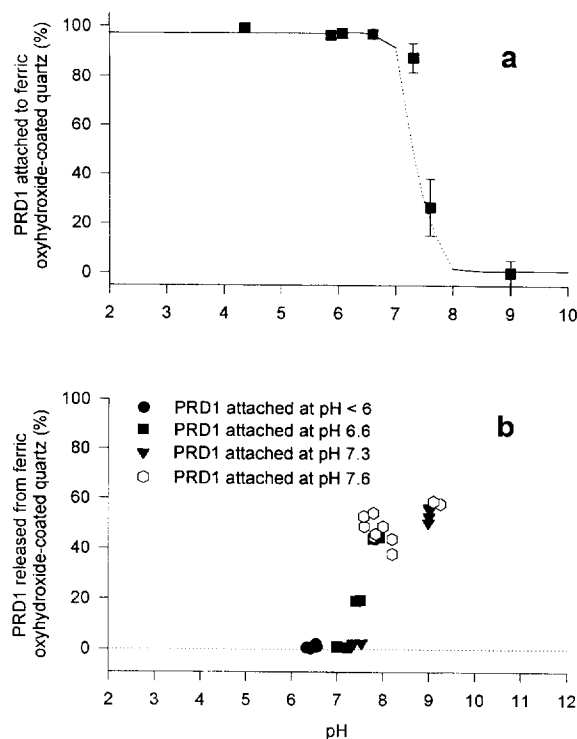 PRD1 attached to ferric
oxyhydroxide-coated quartz (%)
100
80
60
40
20
0
a
2 3 4 5 6 7 8 9 10
PRD1 released from ferric
oxyhydroxide-coated quartz (%)
100
80
60
40
20
0
b
PRD1 attached at pH < 6
PRD1 attached at pH 6.6
PRD1 attached at pH 7.3
PRD1 attached at pH 7.6
2 3 4 5 6 7 8 9 10 11 12
pH